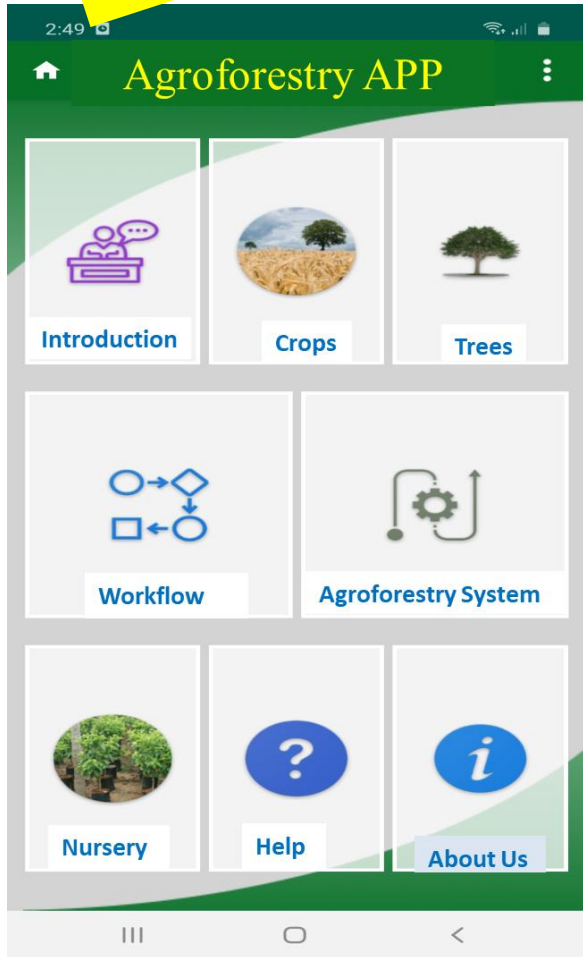 2:49
Agroforestry APP
Introduction
Crops
Trees
Workflow
Agroforestry System
Nursery
Help
About Us